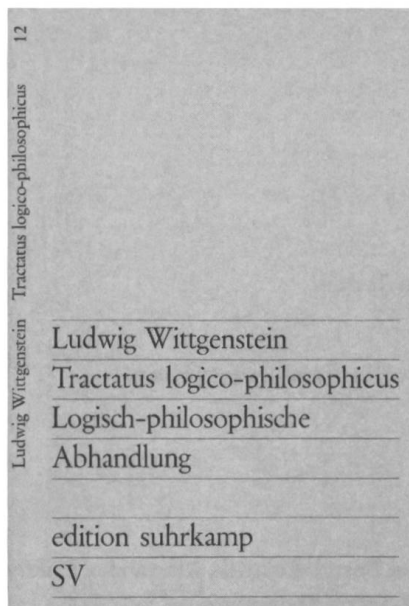 Ludwig Wittgenstein Tractatus logico-philosophicus 12
Ludwig Wittgenstein
Tractatus logico-philosophicus
Logisch-philosophische
Abhandlung
edition suhrkamp
SV